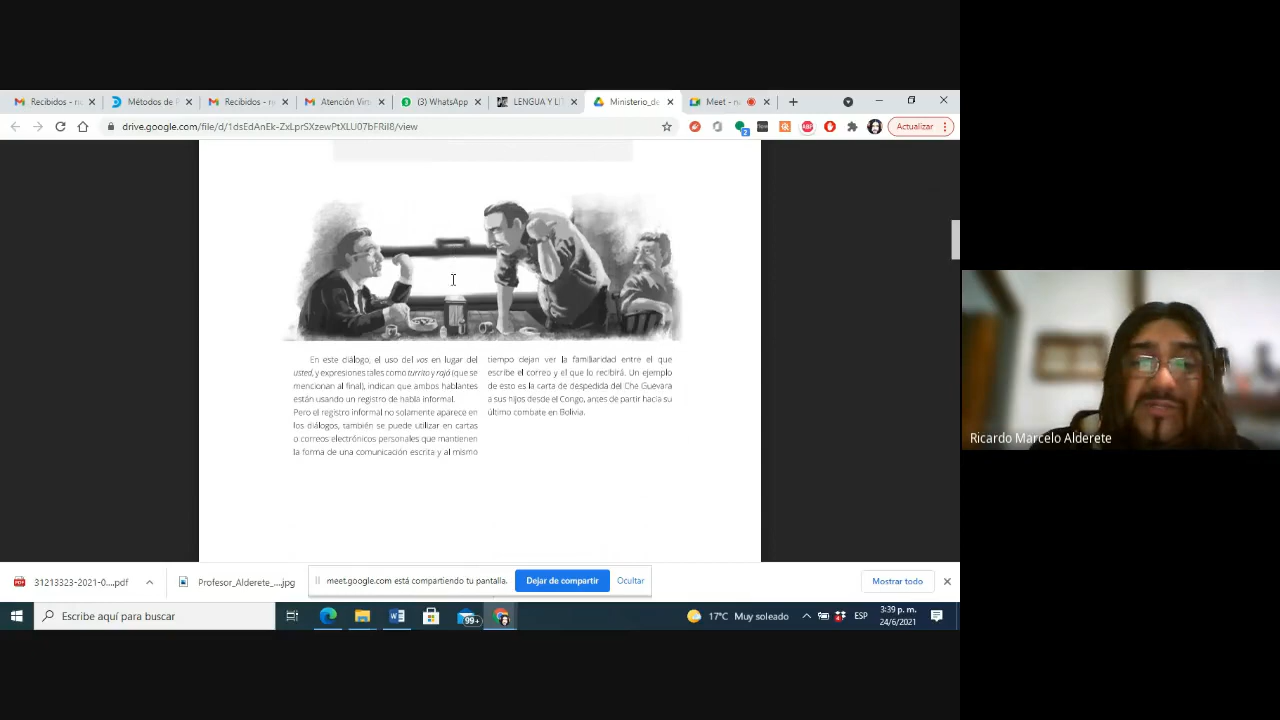 Recibidos - n
Métodos de P
Recibidos - n
Atención Virt
(3) WhatsApp
LENGUA Y LIT
Ministerio_de
Meet - n
drive.google.com/file/d/1dsEdAnEk-ZxLprSXzewPtXLU07bFRiI8/view
Actualizar
En este diálogo, el uso del vos en lugar del
usted, y expresiones tales como turrito y rajá (que se
mencionan al final), indican que ambos hablantes
están usando un registro de habla informal.
Pero el registro informal no solamente aparece en
los diálogos, también se puede utilizar en cartas
o correos electrónicos personales que mantienen
la forma de una comunicación escrita y al mismo
tiempo dejan ver la familiaridad entre el que
escribe el correo y el que lo recibirá. Un ejemplo
de esto es la carta de despedida del Che Guevara
a sus hijos desde el Congo, antes de partir hacia su
último combate en Bolivia.
Ricardo Marcelo Alderete
31213323-2021-0....pdf
Profesor_Alderete_....jpg
meet.google.com está compartiendo tu pantalla.
Dejar de compartir
Ocultar
Mostrar todo
Escribe aquí para buscar
99+
17°C Muy soleado
ESP
3:39 p. m.
24/6/2021